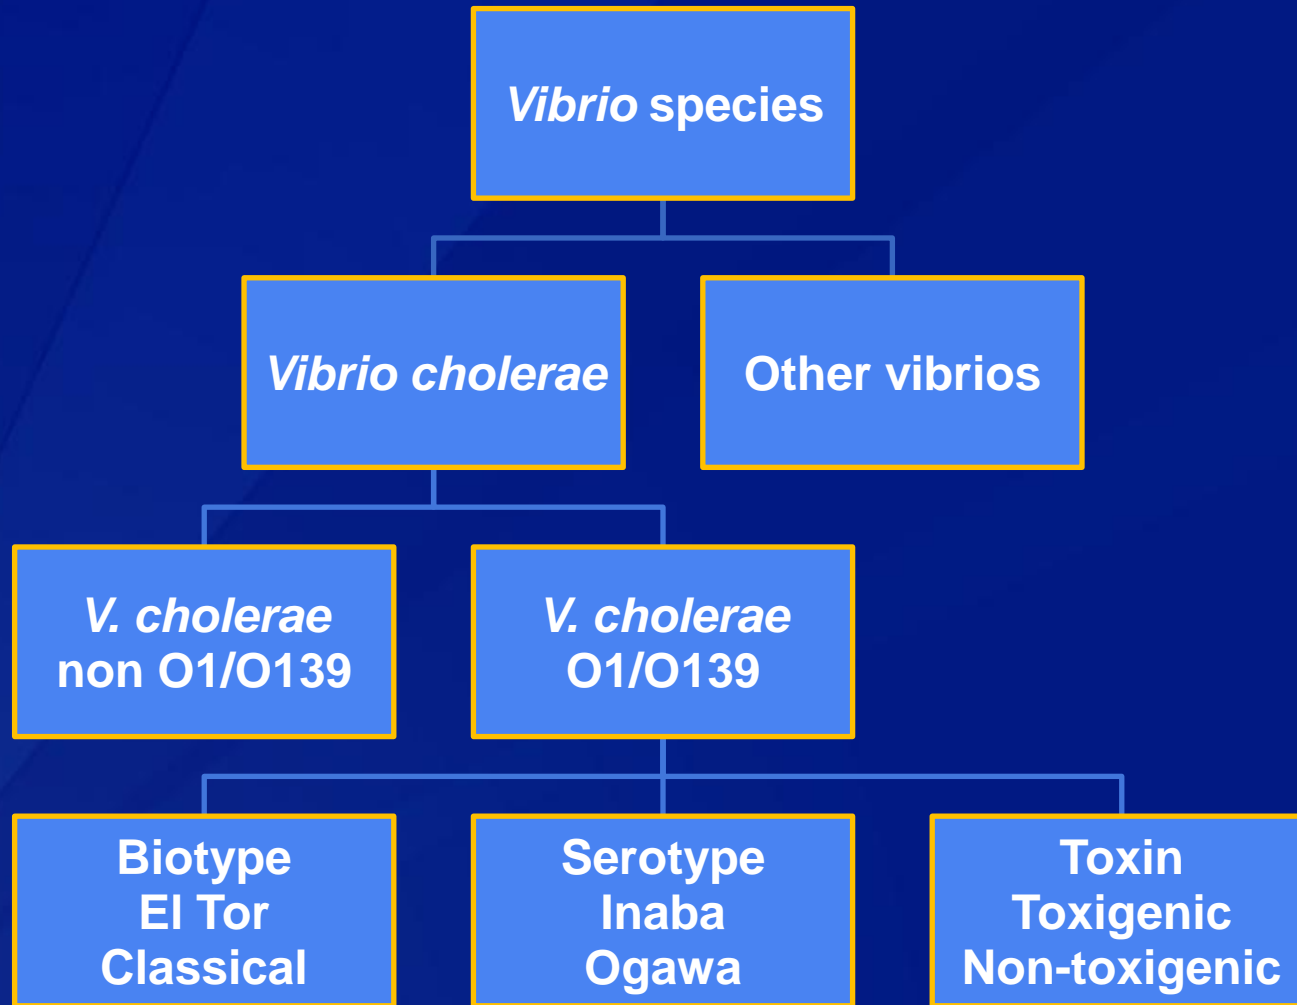 Vibrio species
Vibrio cholerae
Other vibrios
V. cholerae
non O1/O139
V. cholerae
O1/O139
Biotype
El Tor
Classical
Serotype
Inaba
Ogawa
Toxin
Toxigenic
Non-toxigenic